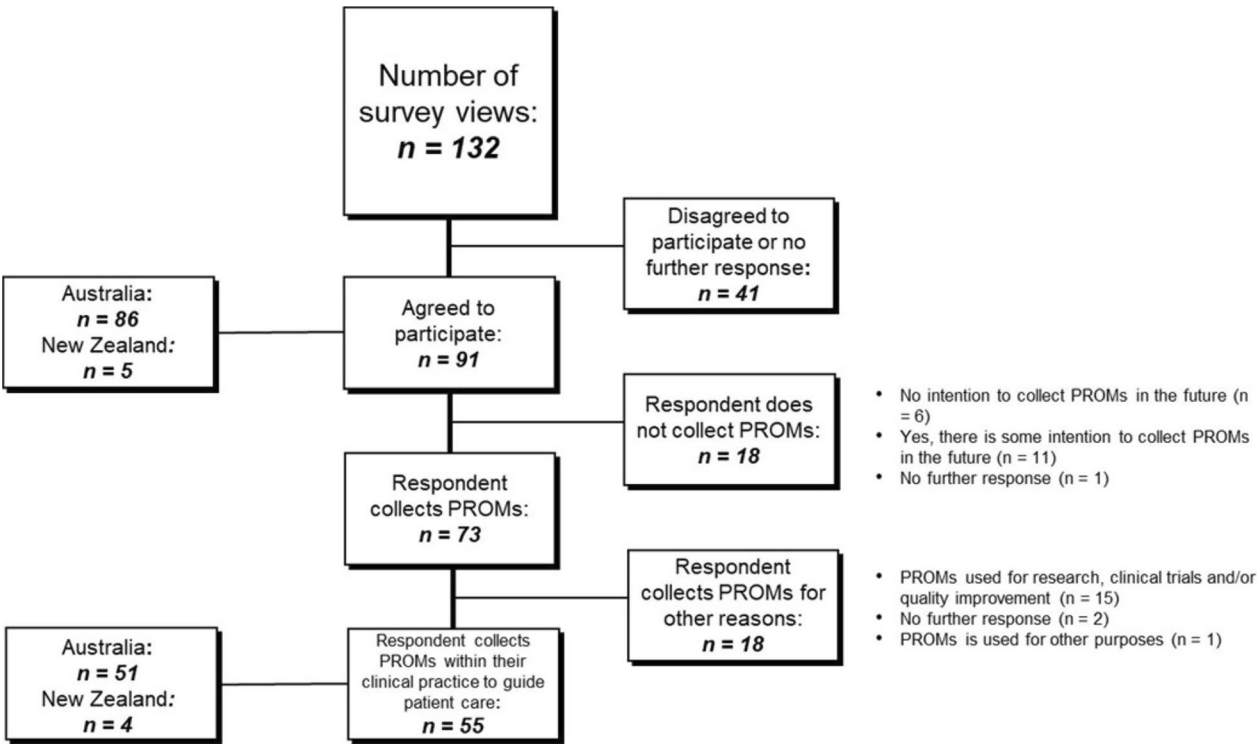 Number of
survey views:
n = 132
Disagreed to
participate or no
further response:
n = 41
Australia:
n = 86
New Zealand:
n = 5
Agreed to
participate:
n = 91
Respondent does
not collect PROMs:
n = 18
• No intention to collect PROMs in the future (n
= 6)
• Yes, there is some intention to collect PROMs
in the future (n = 11)
• No further response (n = 1)
Respondent
collects PROMs:
n = 73
Respondent
collects PROMs for
other reasons:
n = 18
• PROMs used for research, clinical trials and/or
quality improvement (n = 15)
• No further response (n = 2)
• PROMs is used for other purposes (n = 1)
Australia:
n = 51
New Zealand:
n = 4
Respondent collects
PROMs within their
clinical practice to guide
patient care:
n = 55